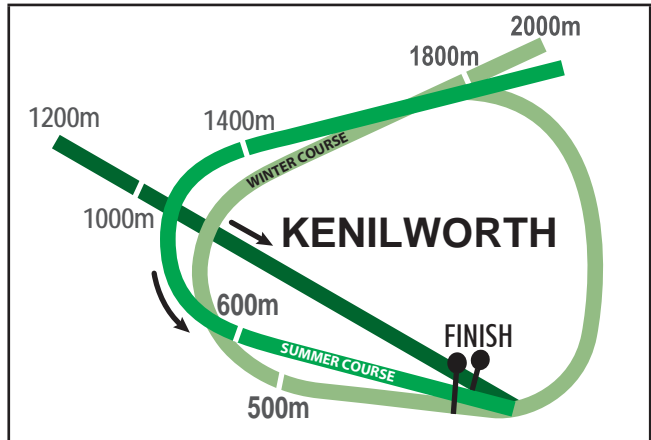 2000m
1800m
1200m
1400m
WINTER COURSE
1000m
KENILWORTH
600m
FINISH
SUMMER COURSE
500m